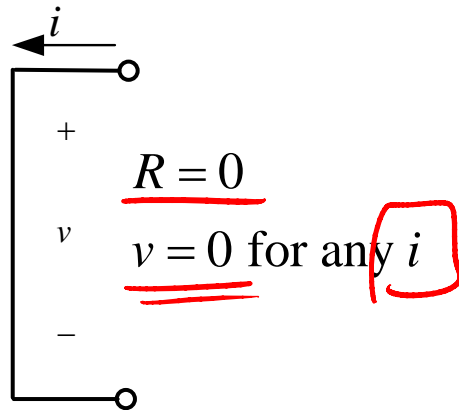 i
+
R = 0
v
v = 0 for any i
−